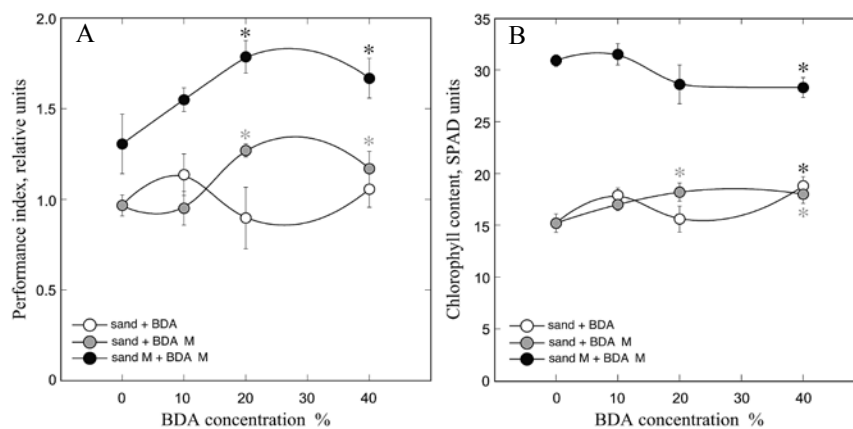 A
2.0
1.5
1.0
0.5
0
Performance index, relative units
*
*
*
*
sand + BDA
sand + BDA M
sand M + BDA M
0 10 20 30 40
BDA concentration %
B
35
30
25
20
15
10
5
0
Chlorophyll content, SPAD units
*
*
*
*
sand + BDA
sand + BDA M
sand M + BDA M
0 10 20 30 40
BDA concentration %